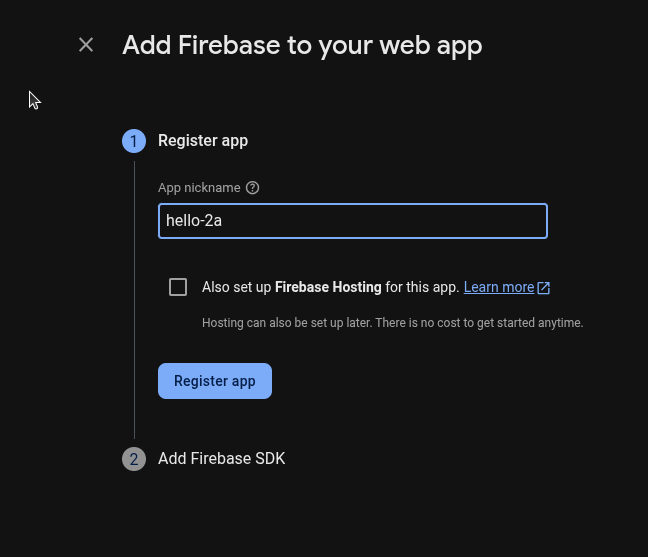 Add Firebase to your web app
1 Register app
App nickname ?
hello-2a
Also set up Firebase Hosting for this app. Learn more
Hosting can also be set up later. There is no cost to get started anytime.
Register app
2 Add Firebase SDK